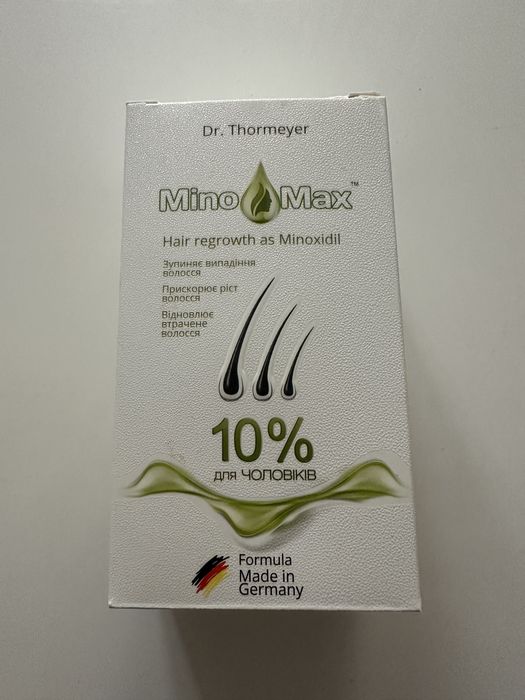 Dr. Thormeyer
Mino Max™
Hair regrowth as Minoxidil
Зупиняє випадіння
волосся
Прискорює ріст
волосся
Відновлює
втрачене
волосся
10%
для ЧОЛОВІКІВ
Formula
Made in
Germany